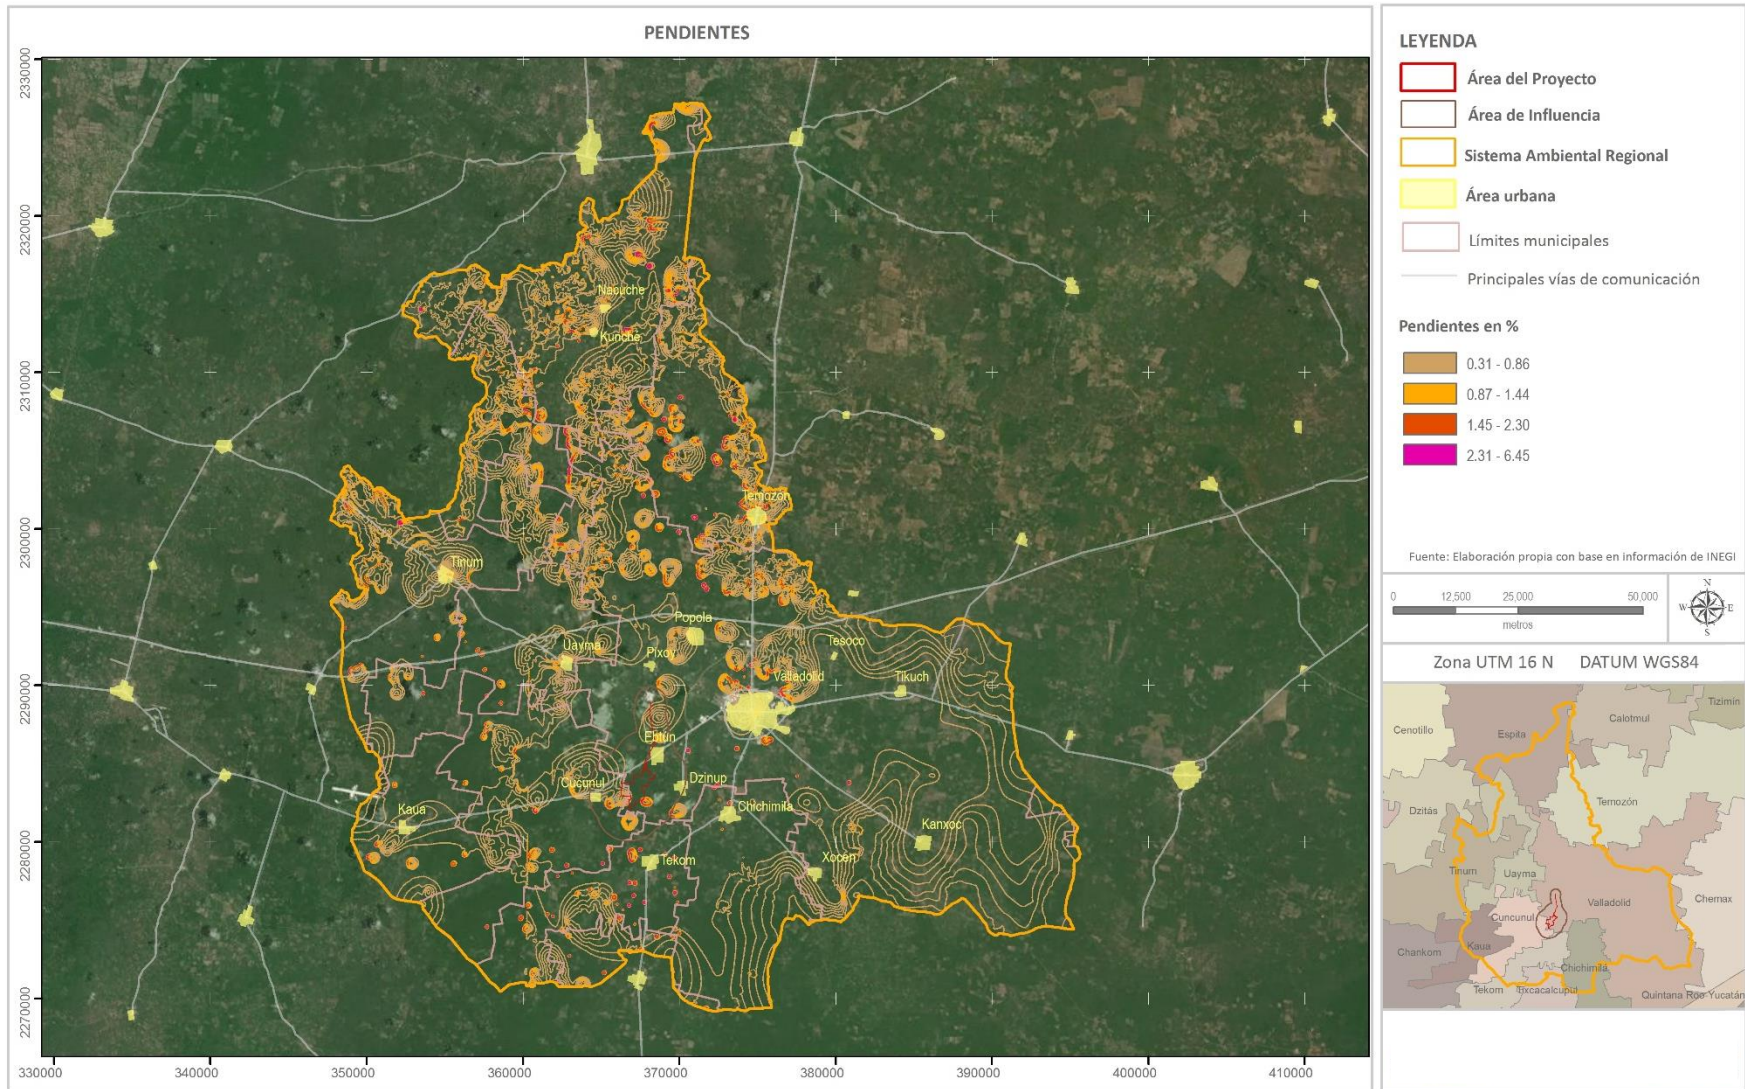 PENDIENTES
2330000
2320000
2310000
2300000
2290000
2280000
2270000
330000
340000
350000
360000
370000
380000
390000
400000
410000
Nacuche
Kunche
Temozon
Tinum
Popola
Uayma
Pixoy
Tesoco
Valladolid
Tikuch
Ebtun
Dzinup
Cucunul
Chichimila
Kaua
Kanxoc
Tekom
Xocen
LEYENDA
Área del Proyecto
Área de Influencia
Sistema Ambiental Regional
Área urbana
Límites municipales
Principales vías de comunicación
Pendientes en %
0.31 - 0.86
0.87 - 1.44
1.45 - 2.30
2.31 - 6.45
Fuente: Elaboración propia con base en información de INEGI
0 12,500 25,000 50,000
metros
N
W E
S
Zona UTM 16 N DATUM WGS84
Tizimín
Cenotillo
Espita
Calotmul
Dzitás
Temozón
Tinum
Uayma
Cuncunul
Valladolid
Chemax
Kaua
Chankom
Chichimilá
Tekom
Tixcacalcupul
Quintana Roo-Yucatán